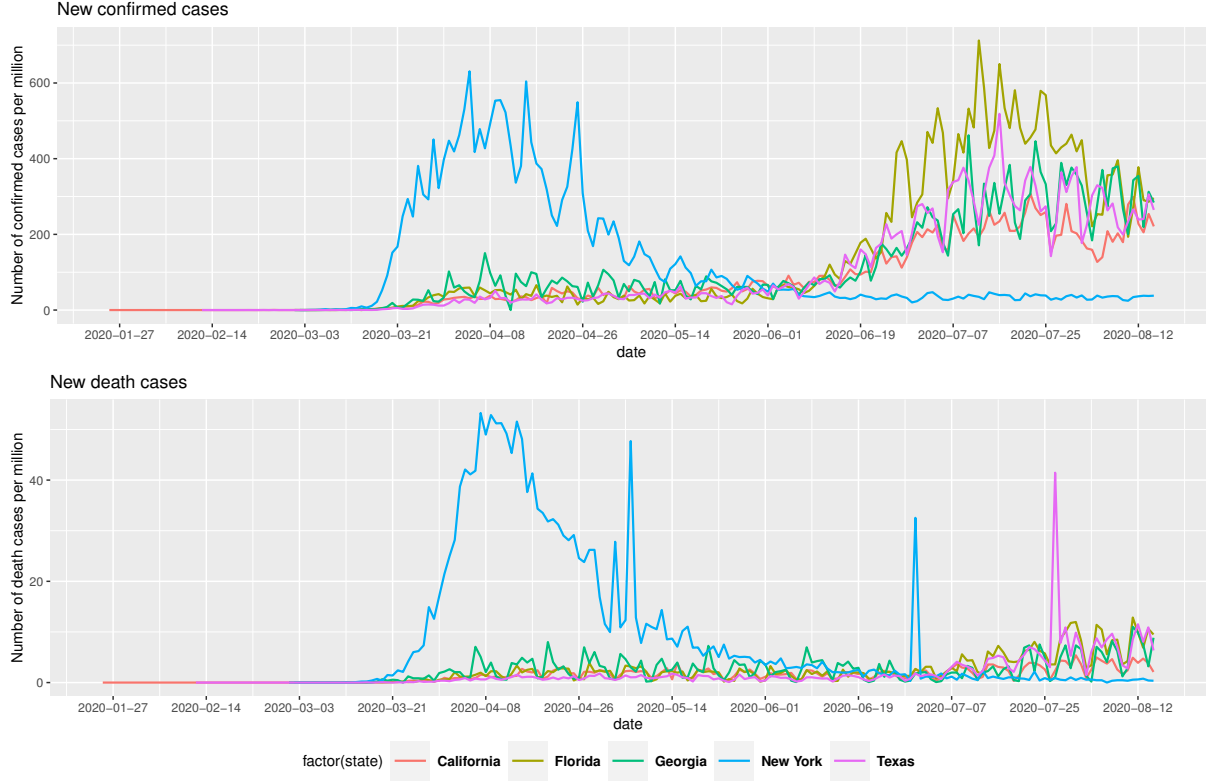 New confirmed cases
Number of confirmed cases per million
600
400
200
0
2020−01−27 2020−02−14 2020−03−03 2020−03−21 2020−04−08 2020−04−26 2020−05−14 2020−06−01 2020−06−19 2020−07−07 2020−07−25 2020−08−12
date
New death cases
Number of death cases per million
40
20
0
2020−01−27 2020−02−14 2020−03−03 2020−03−21 2020−04−08 2020−04−26 2020−05−14 2020−06−01 2020−06−19 2020−07−07 2020−07−25 2020−08−12
date
factor(state) California Florida Georgia New York Texas